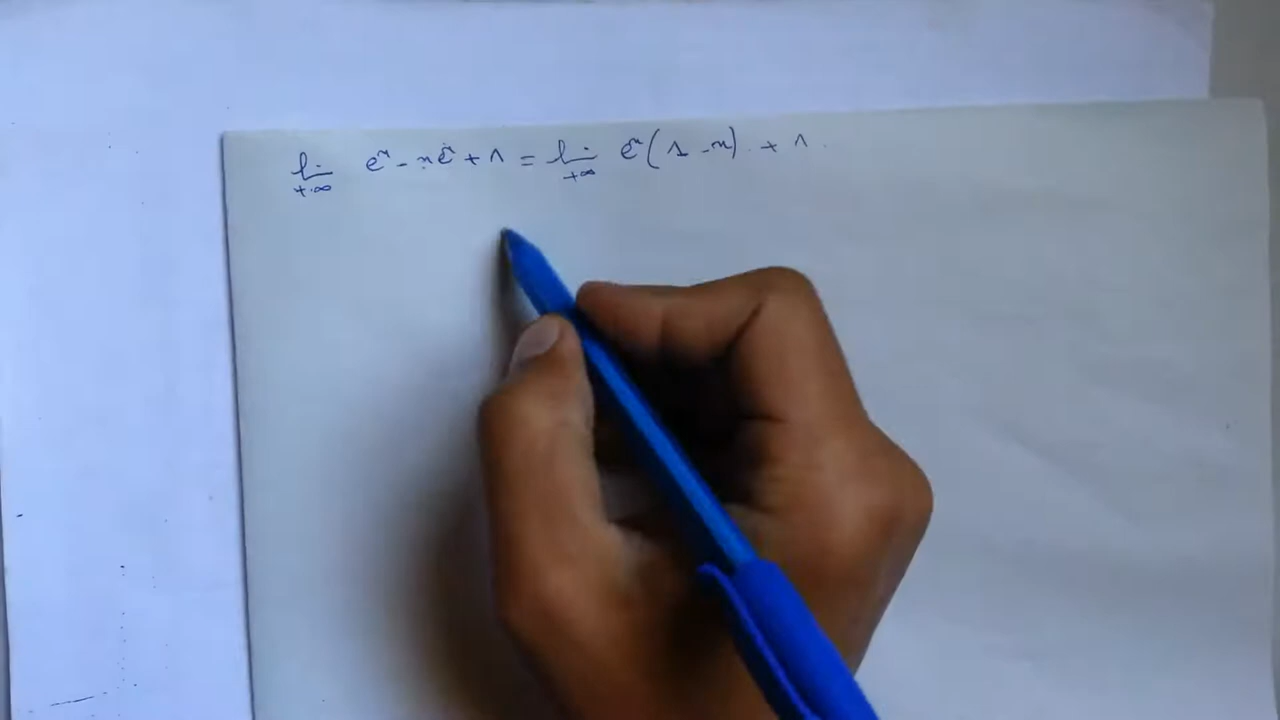 lim e^x - xe^x + 1 = lim e^x(1 - x) + 1
+∞ +∞